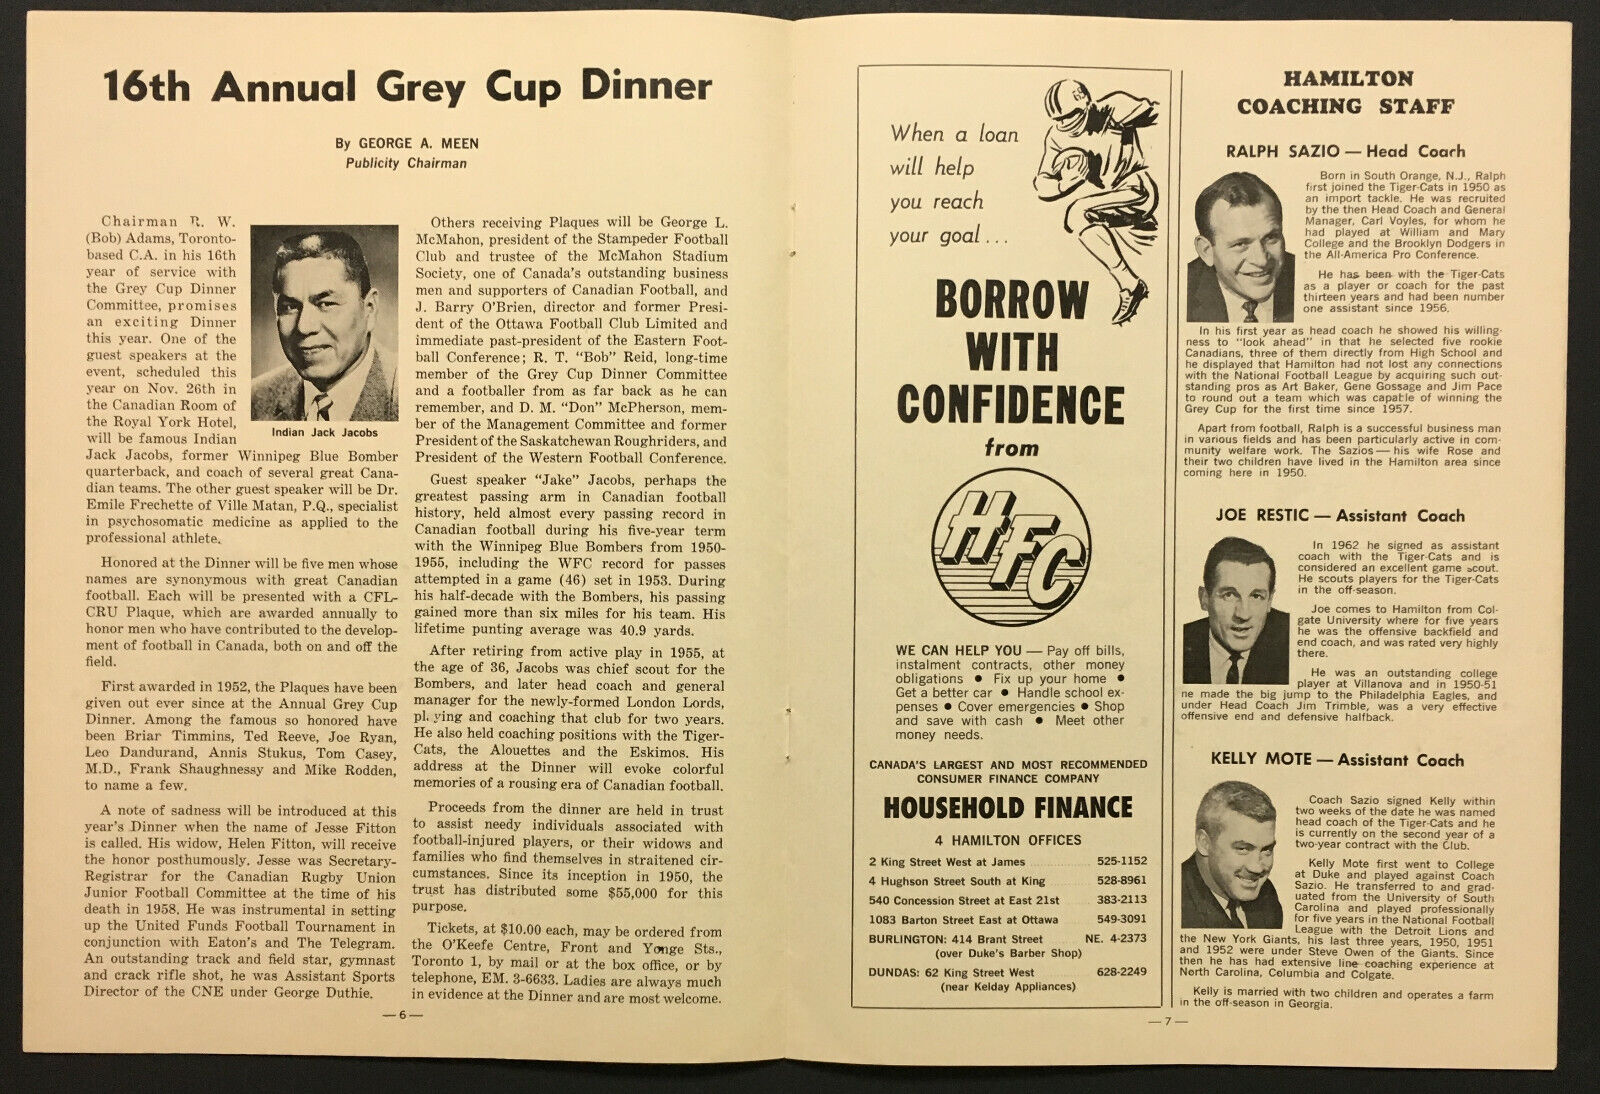 16th Annual Grey Cup Dinner
By GEORGE A. MEEN
Publicity Chairman
Chairman R. W.
(Bob) Adams, Toronto-
based C.A. in his 16th
year of service with
the Grey Cup Dinner
Committee, promises
an exciting Dinner
this year. One of the
guest speakers at the
event, scheduled this
year on Nov. 26th in
the Canadian Room of
the Royal York Hotel,
will be famous Indian
Jack Jacobs, former Winnipeg Blue Bomber
quarterback, and coach of several great Cana-
dian teams. The other guest speaker will be Dr.
Emile Frechette of Ville Matan, P.Q., specialist
in psychosomatic medicine as applied to the
professional athlete.
Indian Jack Jacobs
Honored at the Dinner will be five men whose
names are synonymous with great Canadian
football. Each will be presented with a CFL-
CRU Plaque, which are awarded annually to
honor men who have contributed to the develop-
ment of football in Canada, both on and off the
field.
First awarded in 1952, the Plaques have been
given out ever since at the Annual Grey Cup
Dinner. Among the famous so honored have
been Briar Timmins, Ted Reeve, Joe Ryan,
Leo Dandurand, Annis Stukus, Tom Casey,
M.D., Frank Shaughnessy and Mike Rodden,
to name a few.
A note of sadness will be introduced at this
year's Dinner when the name of Jesse Fitton
is called. His widow, Helen Fitton, will receive
the honor posthumously. Jesse was Secretary-
Registrar for the Canadian Rugby Union
Junior Football Committee at the time of his
death in 1958. He was instrumental in setting
up the United Funds Football Tournament in
conjunction with Eaton's and The Telegram.
An outstanding track and field star, gymnast
and crack rifle shot, he was Assistant Sports
Director of the CNE under George Duthie.
Others receiving Plaques will be George L.
McMahon, president of the Stampeder Football
Club and trustee of the McMahon Stadium
Society, one of Canada's outstanding business
men and supporters of Canadian Football, and
J. Barry O'Brien, director and former Presi-
dent of the Ottawa Football Club Limited and
immediate past-president of the Eastern Foot-
ball Conference; R. T. "Bob" Reid, long-time
member of the Grey Cup Dinner Committee
and a footballer from as far back as he can
remember, and D. M. "Don" McPherson, mem-
ber of the Management Committee and former
President of the Saskatchewan Roughriders, and
President of the Western Football Conference.
Guest speaker "Jake" Jacobs, perhaps the
greatest passing arm in Canadian football
history, held almost every passing record in
Canadian football during his five-year term
with the Winnipeg Blue Bombers from 1950-
1955, including the WFC record for passes
attempted in a game (46) set in 1953. During
his half-decade with the Bombers, his passing
gained more than six miles for his team. His
lifetime punting average was 40.9 yards.
After retiring from active play in 1955, at
the age of 36, Jacobs was chief scout for the
Bombers, and later head coach and general
manager for the newly-formed London Lords,
pl. ying and coaching that club for two years.
He also held coaching positions with the Tiger-
Cats, the Alouettes and the Eskimos. His
address at the Dinner will evoke colorful
memories of a rousing era of Canadian football.
Proceeds from the dinner are held in trust
to assist needy individuals associated with
football-injured players, or their widows and
families who find themselves in straitened cir-
cumstances. Since its inception in 1950, the
trust has distributed some $55,000 for this
purpose.
Tickets, at $10.00 each, may be ordered from
the O'Keefe Centre, Front and Yonge Sts.,
Toronto 1, by mail or at the box office, or by
telephone, EM. 3-6633. Ladies are always much
in evidence at the Dinner and are most welcome.
— 6 —
When a loan
will help
you reach
your goal . . .
BORROW
WITH
CONFIDENCE
from
HFC
WE CAN HELP YOU — Pay off bills,
instalment contracts, other money
obligations ● Fix up your home ●
Get a better car ● Handle school ex-
penses ● Cover emergencies ● Shop
and save with cash ● Meet other
money needs.
CANADA'S LARGEST AND MOST RECOMMENDED
CONSUMER FINANCE COMPANY
HOUSEHOLD FINANCE
4 HAMILTON OFFICES
2 King Street West at James 525-1152
4 Hughson Street South at King 528-8961
540 Concession Street at East 21st 383-2113
1083 Barton Street East at Ottawa 549-3091
BURLINGTON: 414 Brant Street NE. 4-2373
(over Duke's Barber Shop)
DUNDAS: 62 King Street West 628-2249
(near Kelday Appliances)
HAMILTON
COACHING STAFF
RALPH SAZIO — Head Coach
Born in South Orange, N.J., Ralph
first joined the Tiger-Cats in 1950 as
an import tackle. He was recruited
by the then Head Coach and General
Manager, Carl Voyles, for whom he
had played at William and Mary
College and the Brooklyn Dodgers in
the All-America Pro Conference.
He has been with the Tiger-Cats
as a player or coach for the past
thirteen years and had been number
one assistant since 1956.
In his first year as head coach he showed his willing-
ness to "look ahead" in that he selected five rookie
Canadians, three of them directly from High School and
he displayed that Hamilton had not lost any connections
with the National Football League by acquiring such out-
standing pros as Art Baker, Gene Gossage and Jim Pace
to round out a team which was capable of winning the
Grey Cup for the first time since 1957.
Apart from football, Ralph is a successful business man
in various fields and has been particularly active in com-
munity welfare work. The Sazios — his wife Rose and
their two children have lived in the Hamilton area since
coming here in 1950.
JOE RESTIC — Assistant Coach
In 1962 he signed as assistant
coach with the Tiger-Cats and is
considered an excellent game scout.
He scouts players for the Tiger-Cats
in the off-season.
Joe comes to Hamilton from Col-
gate University where for five years
he was the offensive backfield and
end coach, and was rated very highly
there.
He was an outstanding college
player at Villanova and in 1950-51
ne made the big jump to the Philadelphia Eagles, and
under Head Coach Jim Trimble, was a very effective
offensive end and defensive halfback.
KELLY MOTE — Assistant Coach
Coach Sazio signed Kelly within
two weeks of the date he was named
head coach of the Tiger-Cats and he
is currently on the second year of a
two-year contract with the Club.
Kelly Mote first went to College
at Duke and played against Coach
Sazio. He transferred to and grad-
uated from the University of South
Carolina and played professionally
for five years in the National Football
League with the Detroit Lions and
the New York Giants, his last three years, 1950, 1951
and 1952 were under Steve Owen of the Giants. Since
then he has had extensive line coaching experience at
North Carolina, Columbia and Colgate.
Kelly is married with two children and operates a farm
in the off-season in Georgia.
— 7 —